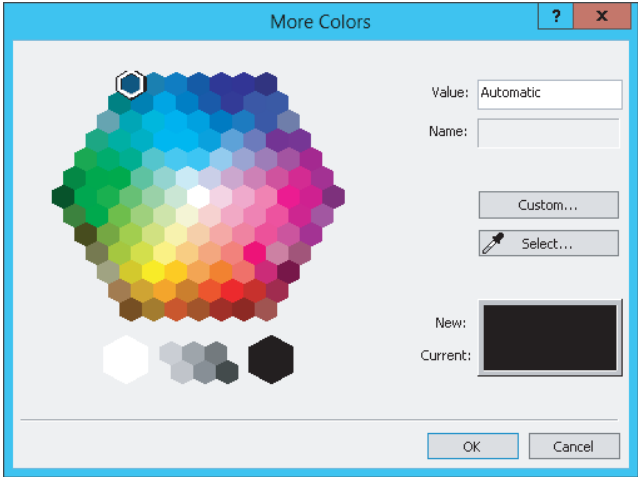 More Colors
?
x
Value: Automatic
Name:
Custom...
Select...
New:
Current:
OK
Cancel